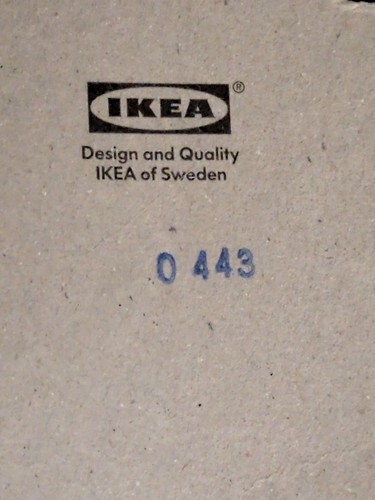 IKEA®
Design and Quality
IKEA of Sweden
0 443